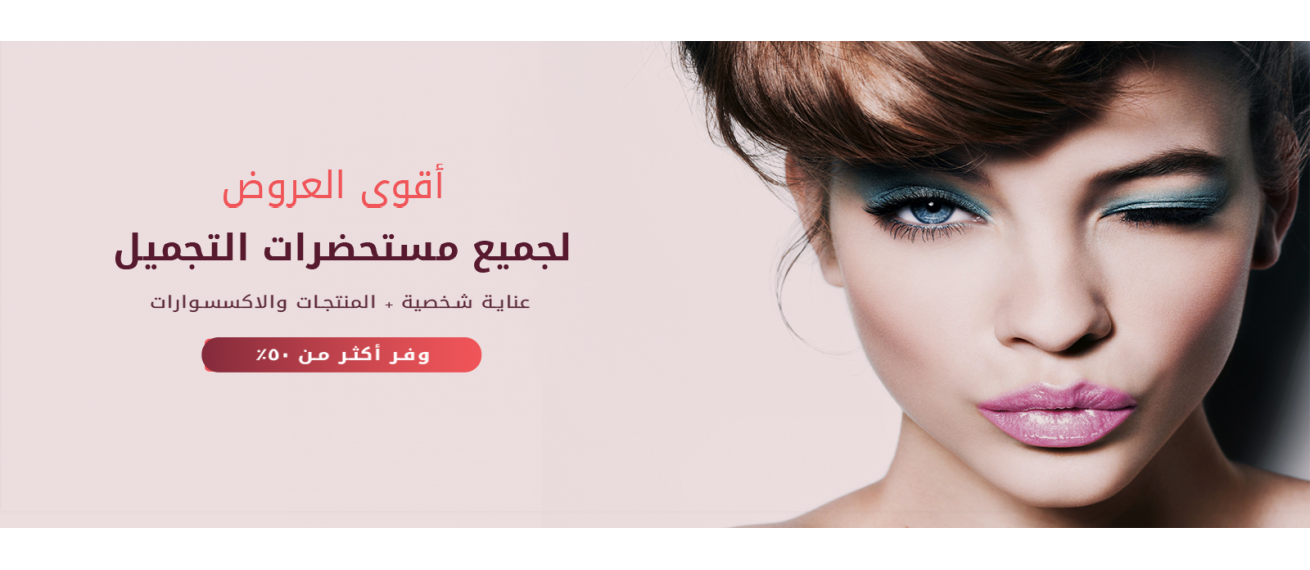 أقوى العروض
لجميع مستحضرات التجميل
عناية شخصية + المنتجات والاكسسوارات
وفر أكثر من ٥٠٪